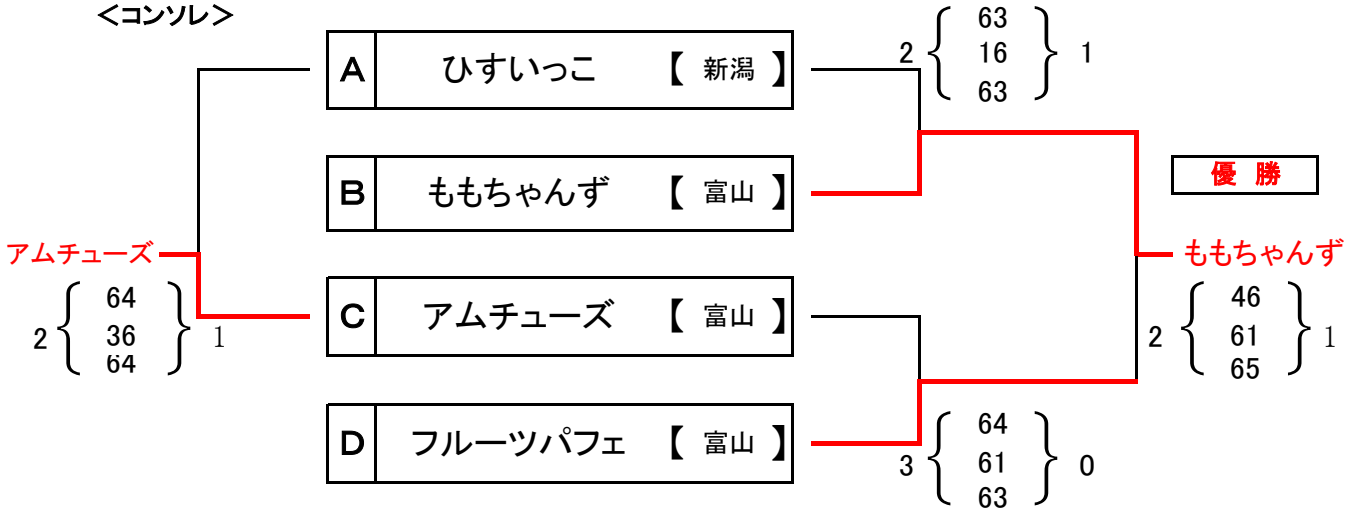 ＜コンソレ＞
A ひすいっこ 【 新潟 】
2 { 63 16 63 } 1
B ももちゃんず 【 富山 】
優 勝
アムチューズ
ももちゃんず
2 { 64 36 64 } 1
C アムチューズ 【 富山 】
2 { 46 61 65 } 1
D フルーツパフェ 【 富山 】
3 { 64 61 63 } 0